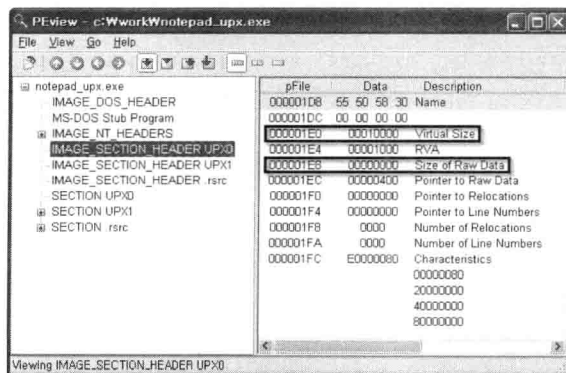 PEview - c:₩work₩notepad_upx.exe
File View Go Help
notepad_upx.exe
IMAGE_DOS_HEADER
MS-DOS Stub Program
IMAGE_NT_HEADERS
IMAGE_SECTION_HEADER UPX0
IMAGE_SECTION_HEADER UPX1
IMAGE_SECTION_HEADER .rsrc
SECTION UPX0
SECTION UPX1
SECTION .rsrc
pFile Data Description
000001D8 55 50 58 30 Name
000001DC 00 00 00 00
000001E0 00010000 Virtual Size
000001E4 00001000 RVA
000001E8 00000000 Size of Raw Data
000001EC 00000400 Pointer to Raw Data
000001F0 00000000 Pointer to Relocations
000001F4 00000000 Pointer to Line Numbers
000001F8 0000 Number of Relocations
000001FA 0000 Number of Line Numbers
000001FC E0000080 Characteristics
00000080
20000000
40000000
80000000
Viewing IMAGE_SECTION_HEADER UPX0